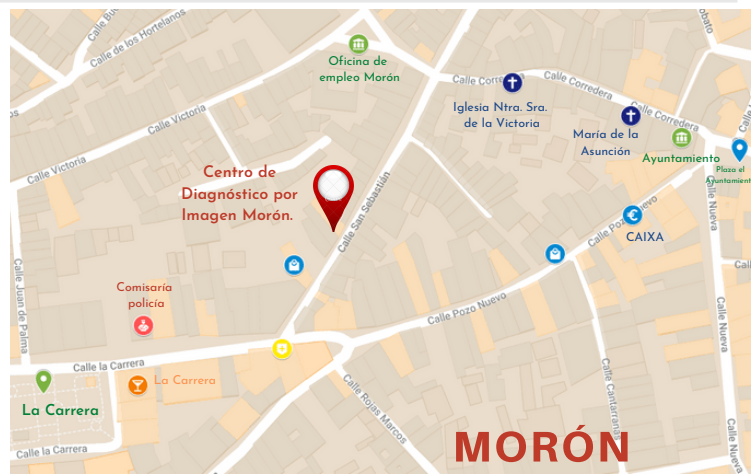 Calle de los Hortelanos
Oficina de
empleo Morón
Calle Corredera
Iglesia Ntra. Sra.
de la Victoria
María de la
Asunción
Calle Corredera
Ayuntamiento
Plaza el
Ayuntamiento
Calle Victoria
Calle Victoria
Centro de
Diagnóstico por
Imagen Morón.
Calle San Sebastián
Calle Pozo Nuevo
CAIXA
Calle Nueva
Comisaría
policía
Calle Juan de Palma
Calle Pozo Nuevo
Calle Nueva
Calle la Carrera
La Carrera
La Carrera
Calle Rojas Marcos
Calle Cantarranas
Calle la Carrera
MORÓN